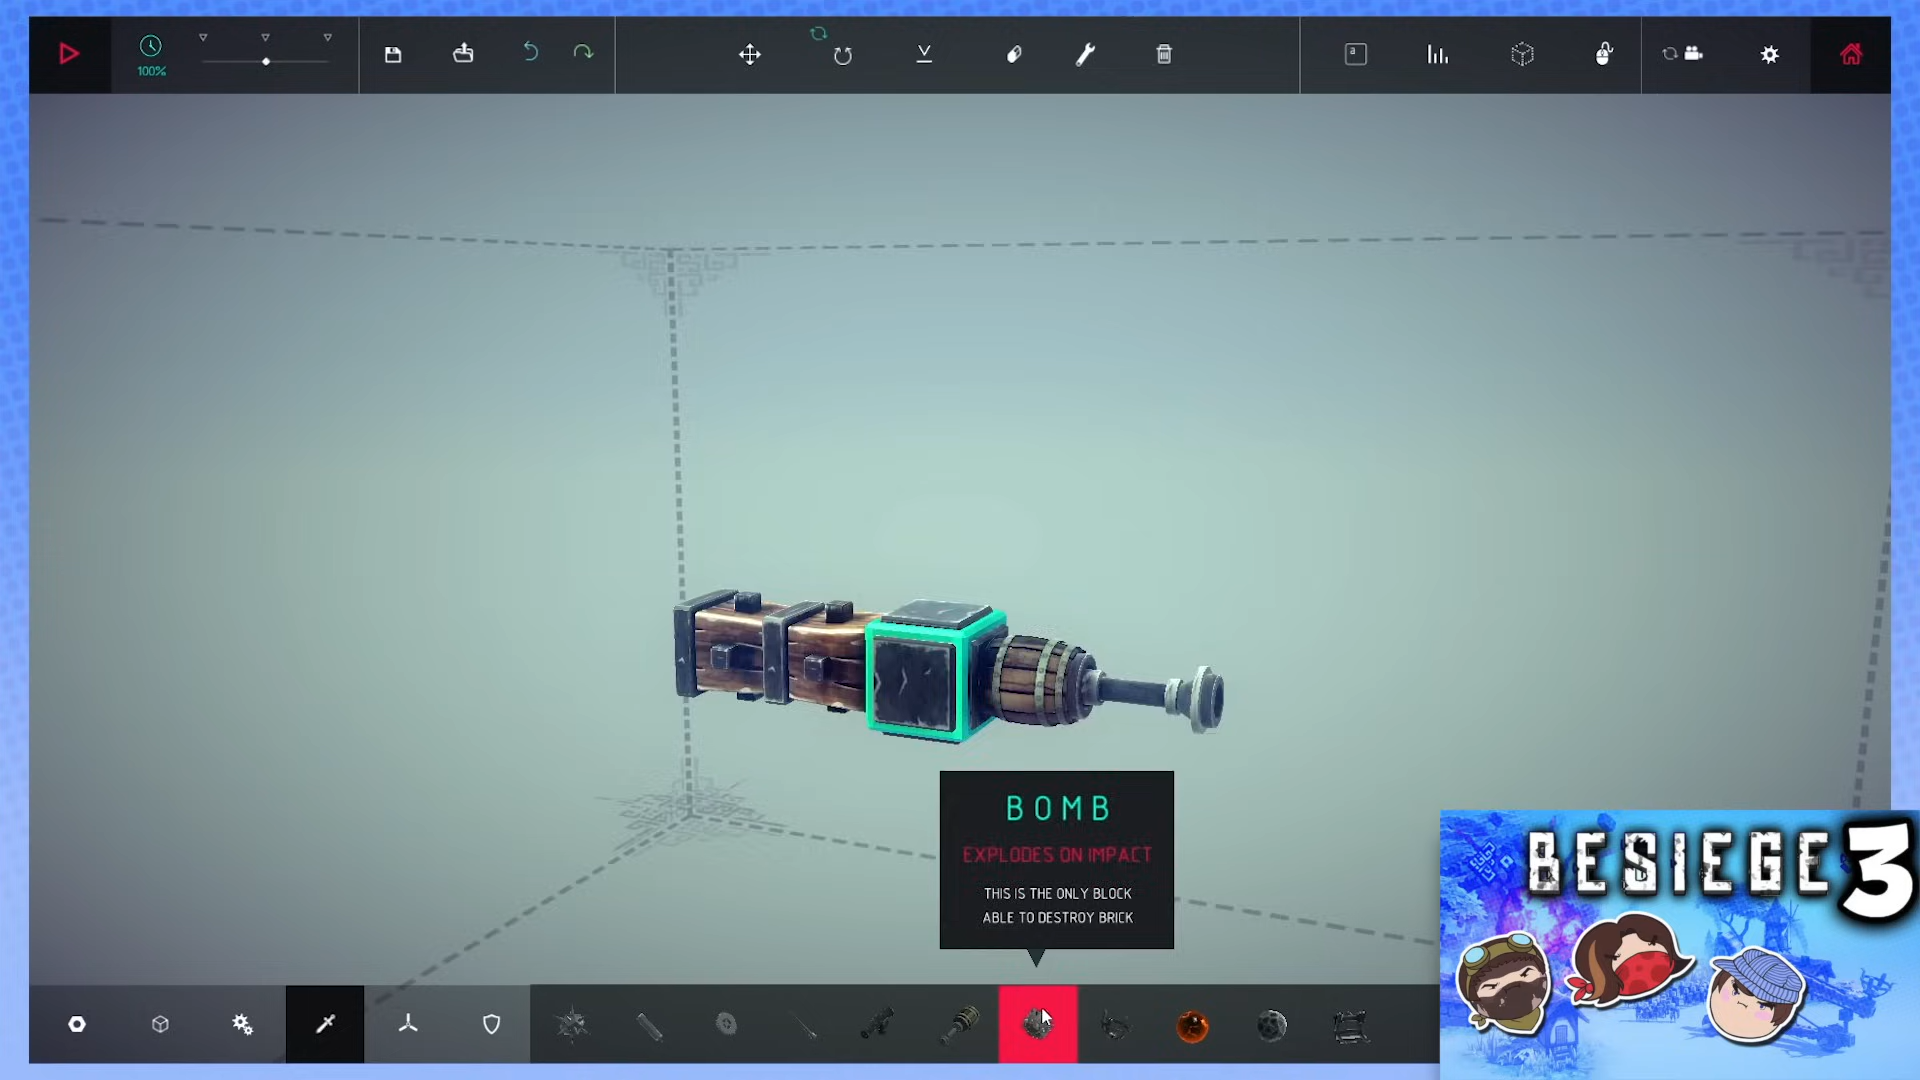 100%
a
BOMB
EXPLODES ON IMPACT
THIS IS THE ONLY BLOCK
ABLE TO DESTROY BRICK
BESIEGE 3